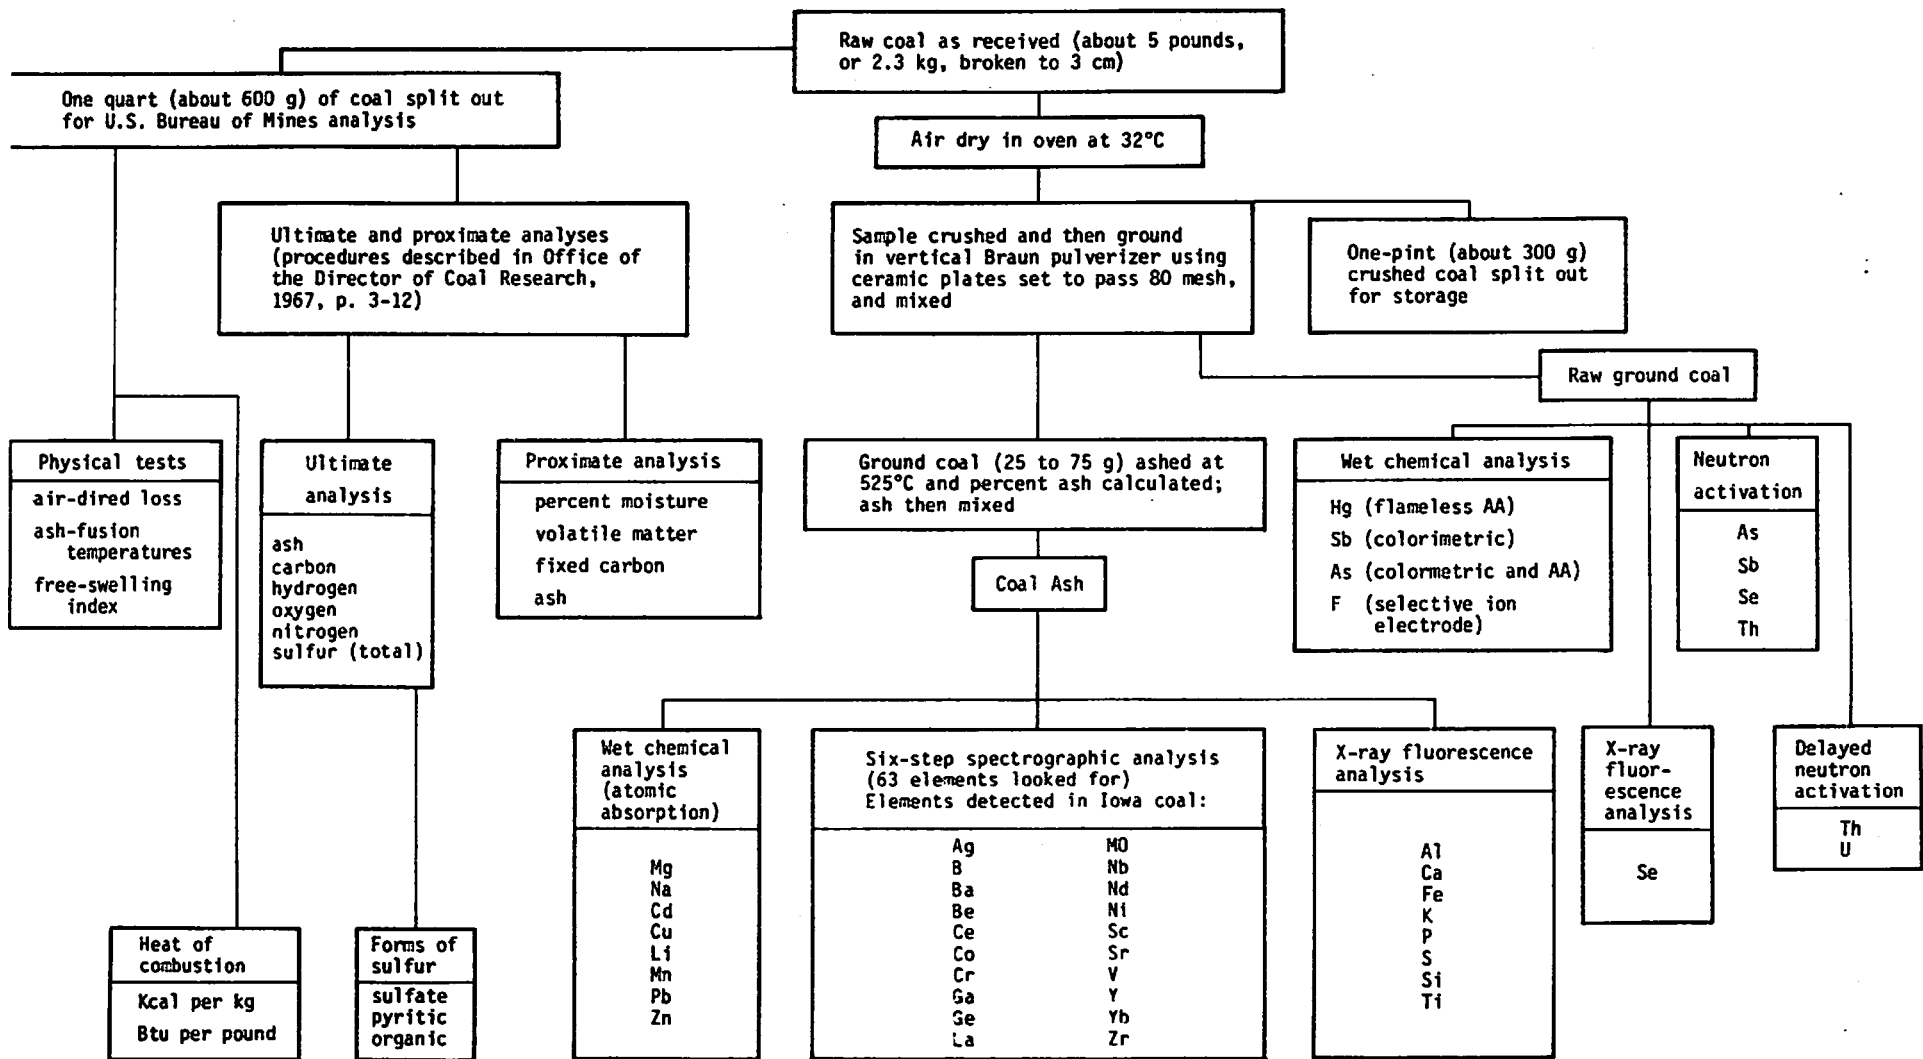 Raw coal as received (about 5 pounds,
or 2.3 kg, broken to 3 cm)
One quart (about 600 g) of coal split out
for U.S. Bureau of Mines analysis
Air dry in oven at 32°C
Ultimate and proximate analyses
(procedures described in Office of
the Director of Coal Research,
1967, p. 3-12)
Sample crushed and then ground
in vertical Braun pulverizer using
ceramic plates set to pass 80 mesh,
and mixed
One-pint (about 300 g)
crushed coal split out
for storage
Raw ground coal
Physical tests
air-dired loss
ash-fusion
temperatures
free-swelling
index
Ultimate
analysis
ash
carbon
hydrogen
oxygen
nitrogen
sulfur (total)
Proximate analysis
percent moisture
volatile matter
fixed carbon
ash
Ground coal (25 to 75 g) ashed at
525°C and percent ash calculated;
ash then mixed
Coal Ash
Wet chemical analysis
Hg (flameless AA)
Sb (colorimetric)
As (colormetric and AA)
F (selective ion
electrode)
Neutron
activation
As
Sb
Se
Th
Heat of
combustion
Kcal per kg
Btu per pound
Forms of
sulfur
sulfate
pyritic
organic
Wet chemical
analysis
(atomic
absorption)
Mg
Na
Cd
Cu
Li
Mn
Pb
Zn
Six-step spectrographic analysis
(63 elements looked for)
Elements detected in Iowa coal:
Ag MO
B Nb
Ba Nd
Be Ni
Ce Sc
Co Sr
Cr V
Ga Y
Ge Yb
La Zr
X-ray fluorescence
analysis
Al
Ca
Fe
K
P
S
Si
Ti
X-ray
fluor-
escence
analysis
Se
Delayed
neutron
activation
Th
U